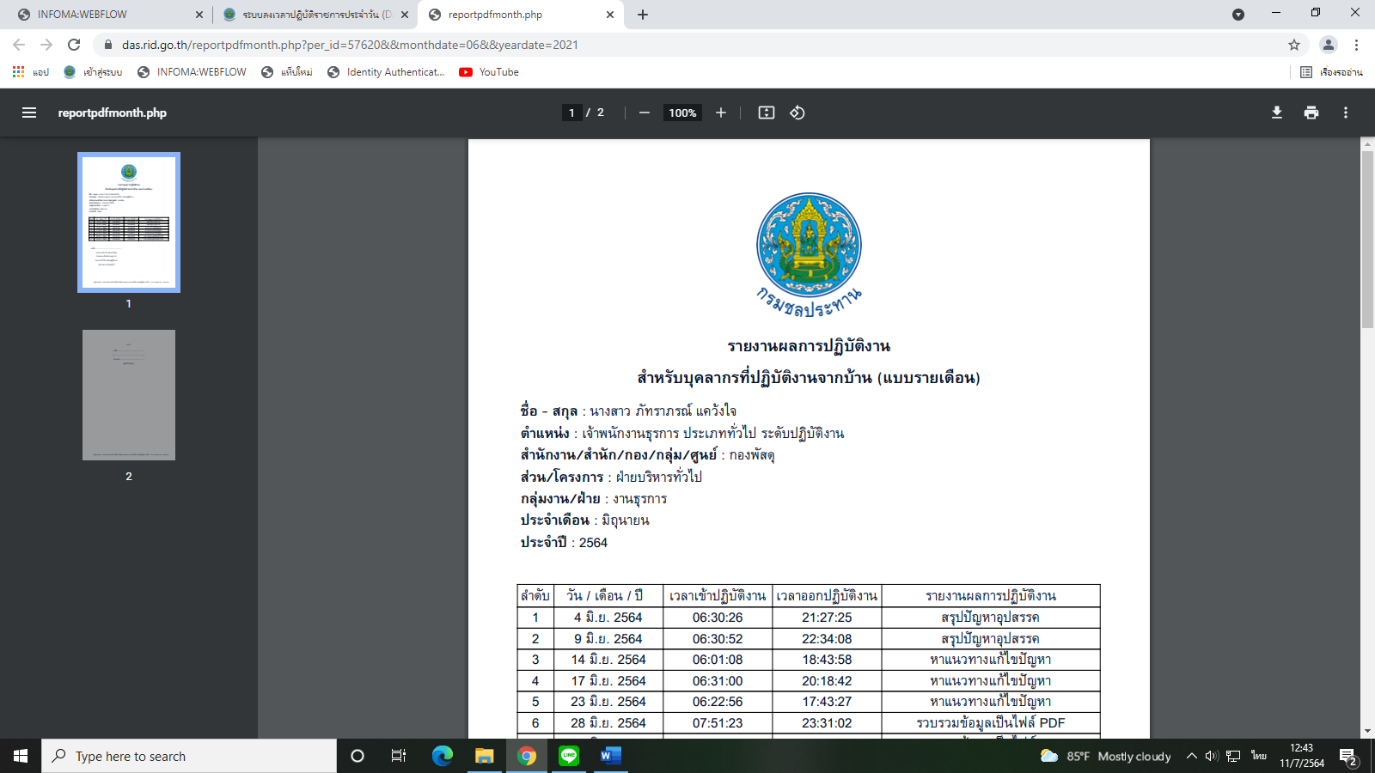 INFOMA:WEBFLOW
ระบบลงเวลาปฏิบัติราชการประจำวัน (D
reportpdfmonth.php
das.rid.go.th/reportpdfmonth.php?per_id=57620&&monthdate=06&&yeardate=2021
แอป เข้าสู่ระบบ INFOMA:WEBFLOW แท็บใหม่ Identity Authenticat... YouTube เรื่องรออ่าน
reportpdfmonth.php 1 / 2 100%
1
2
กรมชลประทาน
รายงานผลการปฏิบัติงาน
สำหรับบุคลากรที่ปฏิบัติงานจากบ้าน (แบบรายเดือน)
ชื่อ - สกุล : นางสาว ภัทราภรณ์ แคว้งใจ
ตำแหน่ง : เจ้าพนักงานธุรการ ประเภททั่วไป ระดับปฏิบัติงาน
สำนักงาน/สำนัก/กอง/กลุ่ม/ศูนย์ : กองพัสดุ
ส่วน/โครงการ : ฝ่ายบริหารทั่วไป
กลุ่มงาน/ฝ่าย : งานธุรการ
ประจำเดือน : มิถุนายน
ประจำปี : 2564
ลำดับ วัน / เดือน / ปี เวลาเข้าปฏิบัติงาน เวลาออกปฏิบัติงาน รายงานผลการปฏิบัติงาน
1 4 มิ.ย. 2564 06:30:26 21:27:25 สรุปปัญหาอุปสรรค
2 9 มิ.ย. 2564 06:30:52 22:34:08 สรุปปัญหาอุปสรรค
3 14 มิ.ย. 2564 06:01:08 18:43:58 หาแนวทางแก้ไขปัญหา
4 17 มิ.ย. 2564 06:31:00 20:18:42 หาแนวทางแก้ไขปัญหา
5 23 มิ.ย. 2564 06:22:56 17:43:27 หาแนวทางแก้ไขปัญหา
6 28 มิ.ย. 2564 07:51:23 23:31:02 รวบรวมข้อมูลเป็นไฟล์ PDF
Type here to search 85°F Mostly cloudy ไทย 12:43
11/7/2564 2